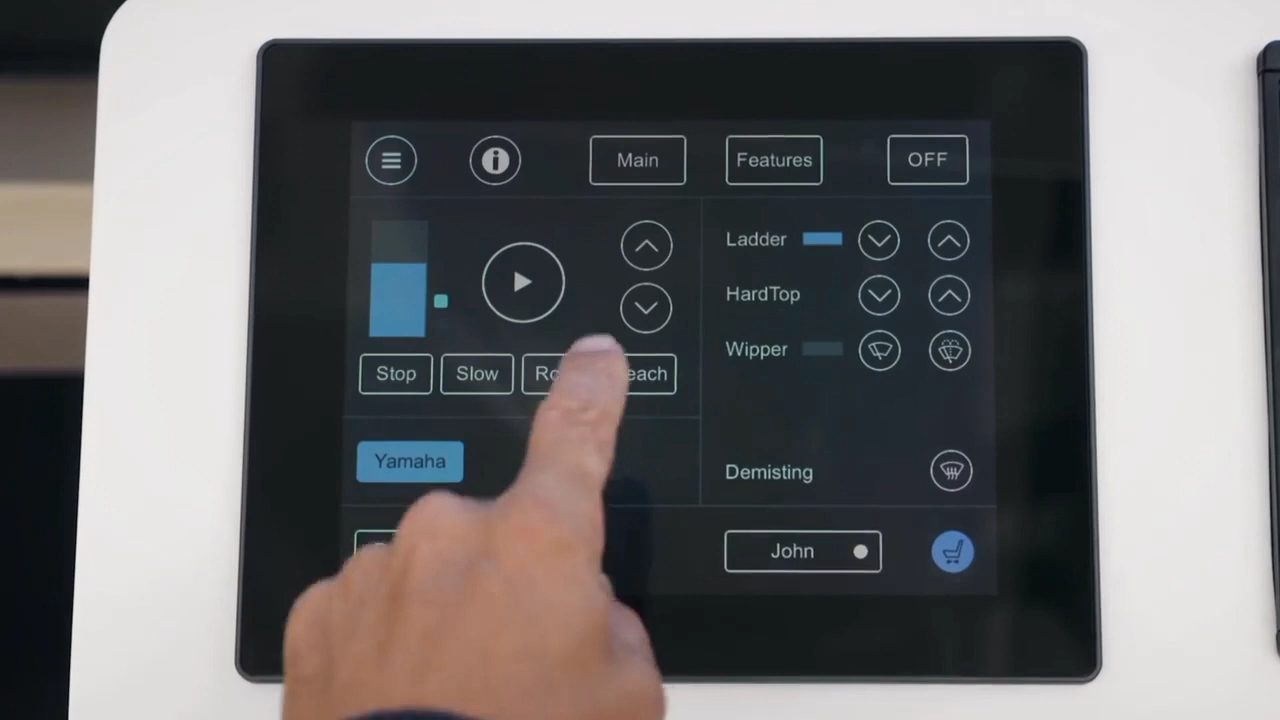 Main Features OFF
Ladder
HardTop
Wipper
Stop Slow
Yamaha
Demisting
John